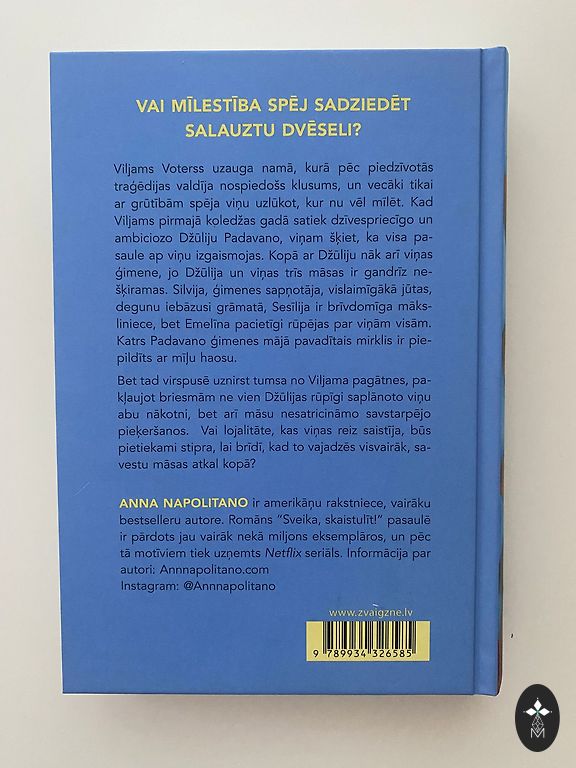 VAI MĪLESTĪBA SPĒJ SADZIEDĒT
SALAUZTU DVĒSELI?
Viljams Voterss uzauga namā, kurā pēc piedzīvotās
traģēdijas valdīja nospiedošs klusums, un vecāki tikai
ar grūtībām spēja viņu uzlūkot, kur nu vēl mīlēt. Kad
Viljams pirmajā koledžas gadā satiek dzīvespriecīgo un
ambiciozo Džūliju Padavano, viņam šķiet, ka visa pa-
saule ap viņu izgaismojas. Kopā ar Džūliju nāk arī viņas
ģimene, jo Džūlija un viņas trīs māsas ir gandrīz ne-
šķiramas. Silvija, ģimenes sapņotāja, vislaimīgākā jūtas,
degunu iebāzusi grāmatā, Sesīlija ir brīvdomīga māks-
liniece, bet Emelīna pacietīgi rūpējas par viņām visām.
Katrs Padavano ģimenes mājā pavadītais mirklis ir pie-
pildīts ar mīļu haosu.
Bet tad virspusē uznirst tumsa no Viljama pagātnes, pa-
kļaujot briesmām ne vien Džūlijas rūpīgi saplānoto viņu
abu nākotni, bet arī māsu nesatricināmo savstarpējo
pieķeršanos. Vai lojalitāte, kas viņas reiz saistīja, būs
pietiekami stipra, lai brīdī, kad to vajadzēs visvairāk, sa-
vestu māsas atkal kopā?
ANNA NAPOLITANO ir amerikāņu rakstniece, vairāku
bestselleru autore. Romāns “Sveika, skaistulīt!” pasaulē
ir pārdots jau vairāk nekā miljons eksemplāros, un pēc
tā motīviem tiek uzņemts Netflix seriāls. Informācija par
autori: Annnapolitano.com
Instagram: @Annnapolitano
www.zvaigzne.lv
9 789934 326585
M